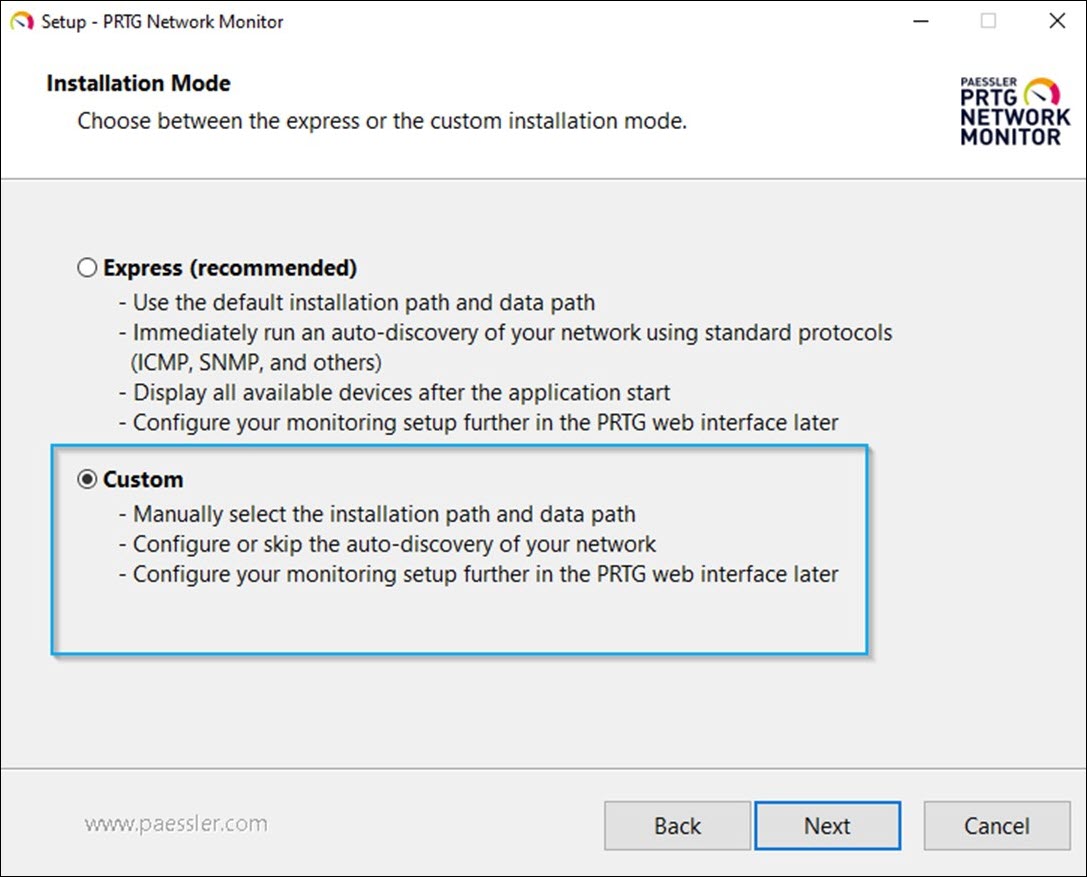 Setup - PRTG Network Monitor
Installation Mode
Choose between the express or the custom installation mode.
PAESSLER
PRTG
NETWORK
MONITOR
Express (recommended)
- Use the default installation path and data path
- Immediately run an auto-discovery of your network using standard protocols
(ICMP, SNMP, and others)
- Display all available devices after the application start
- Configure your monitoring setup further in the PRTG web interface later
Custom
- Manually select the installation path and data path
- Configure or skip the auto-discovery of your network
- Configure your monitoring setup further in the PRTG web interface later
www.paessler.com
Back
Next
Cancel